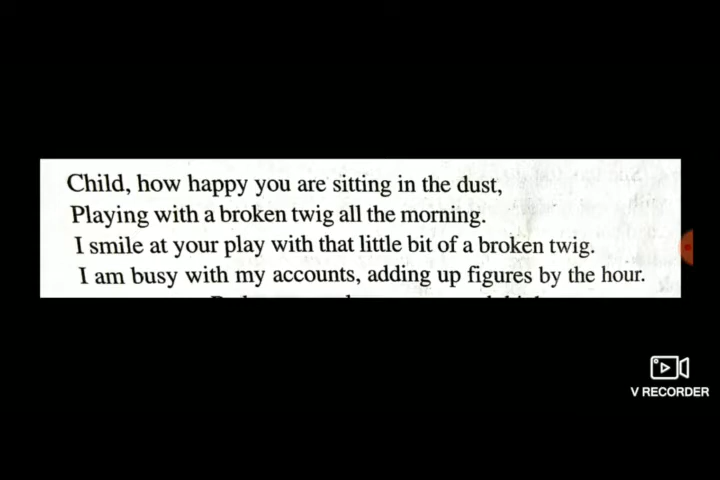 Child, how happy you are sitting in the dust,
Playing with a broken twig all the morning.
I smile at your play with that little bit of a broken twig.
I am busy with my accounts, adding up figures by the hour.
V RECORDER